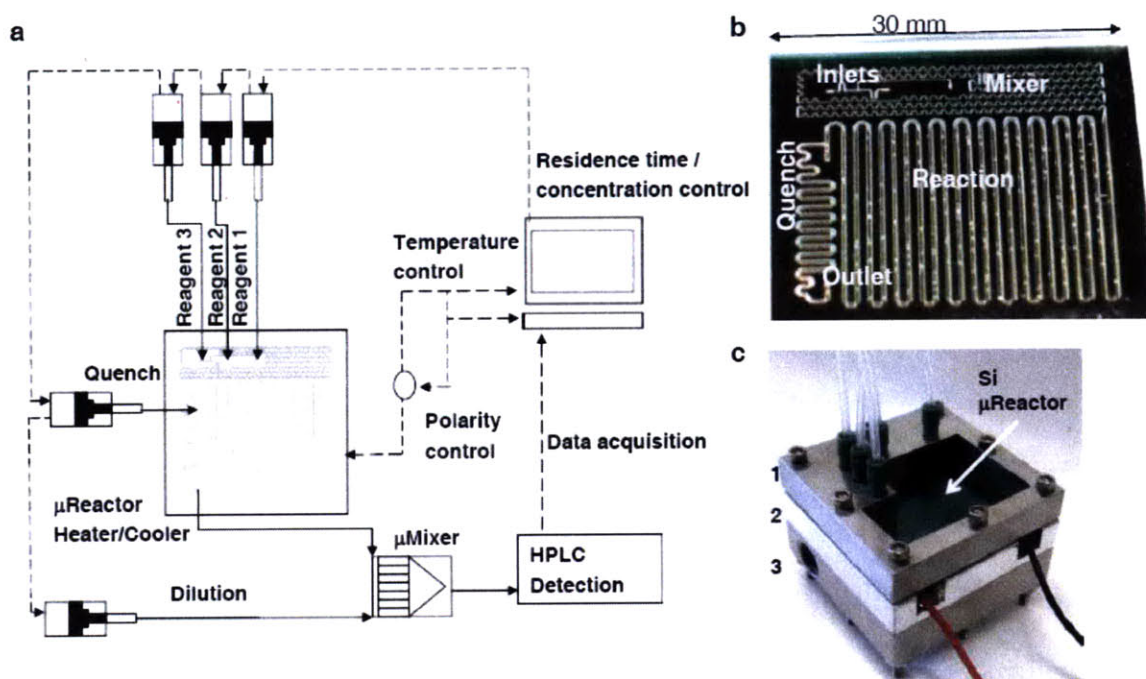 a
Residence time /
concentration control
Reagent 3
Reagent 2
Reagent 1
Temperature
control
Quench
Polarity
control
Data acquisition
μReactor
Heater/Cooler
μMixer
HPLC
Detection
Dilution
b
30 mm
Inlets
Mixer
Quench
Reaction
Outlet
c
Si
μReactor
1
2
3